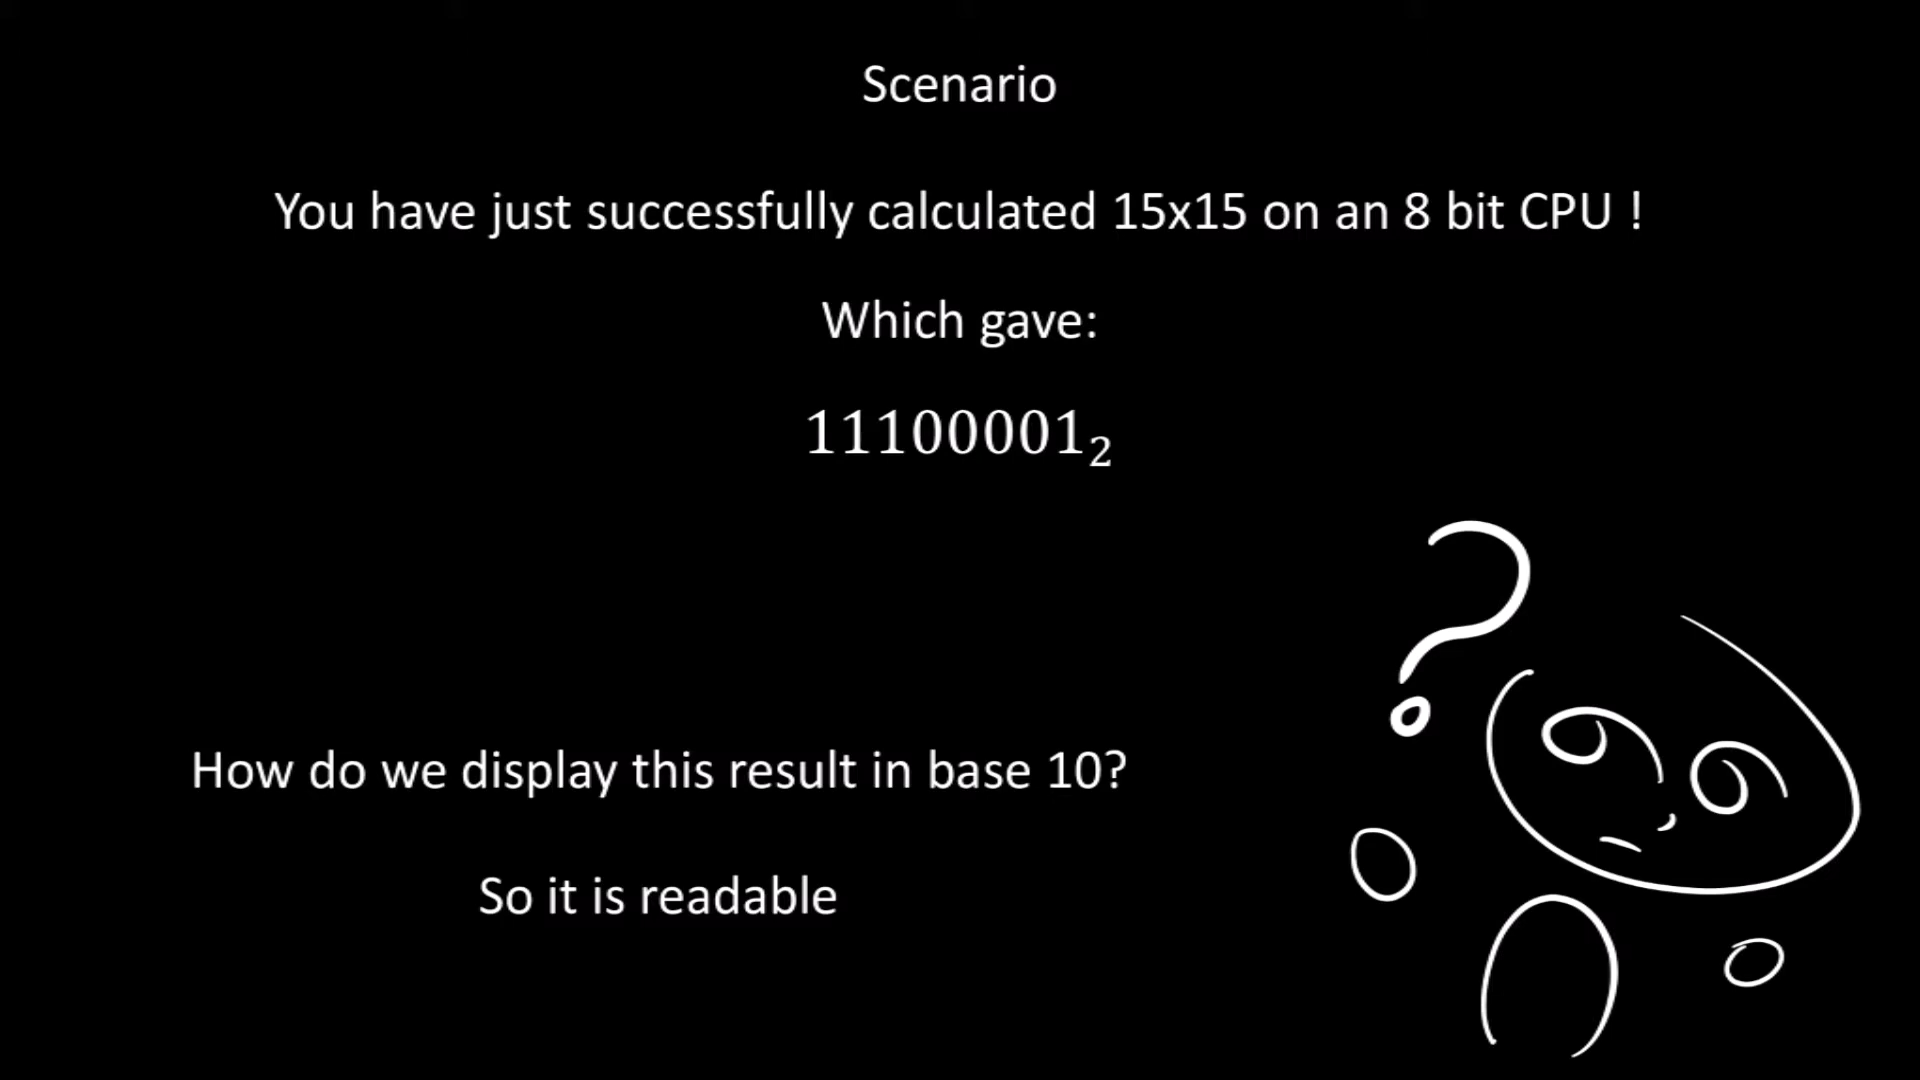 Scenario
You have just successfully calculated 15x15 on an 8 bit CPU !
Which gave:
11100001₂
?
How do we display this result in base 10?
So it is readable